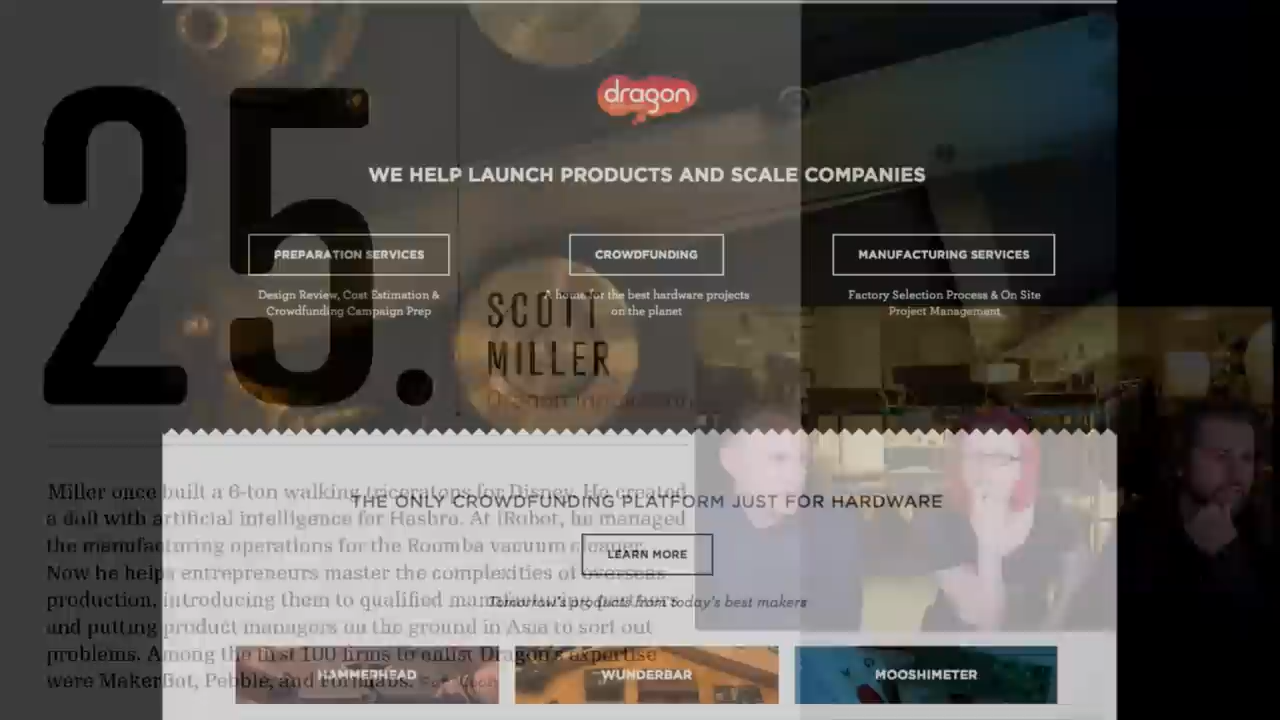 dragon
WE HELP LAUNCH PRODUCTS AND SCALE COMPANIES
PREPARATION SERVICES
Design Review, Cost Estimation &
Crowdfunding Campaign Prep
CROWDFUNDING
A home for the best hardware projects
on the planet
MANUFACTURING SERVICES
Factory Selection Process & On Site
Project Management
25.
SCOTT
MILLER
THE ONLY CROWDFUNDING PLATFORM JUST FOR HARDWARE
LEARN MORE
Tomorrow's products from today's best makers
HAMMERHEAD
WUNDERBAR
MOOSHIMETER
Miller once built a 6-ton walking triceratops for Disney. He created
a doll with artificial intelligence for Hasbro. At iRobot, he managed
the manufacturing operations for the Roomba vacuum cleaner.
Now he helps entrepreneurs master the complexities of overseas
production, introducing them to qualified manufacturing
and putting product managers on the ground in Asia to sort out
problems. Among the first 100 firms to enlist Dragon's expertise
were MakerBot, Pebble, and Formlabs.